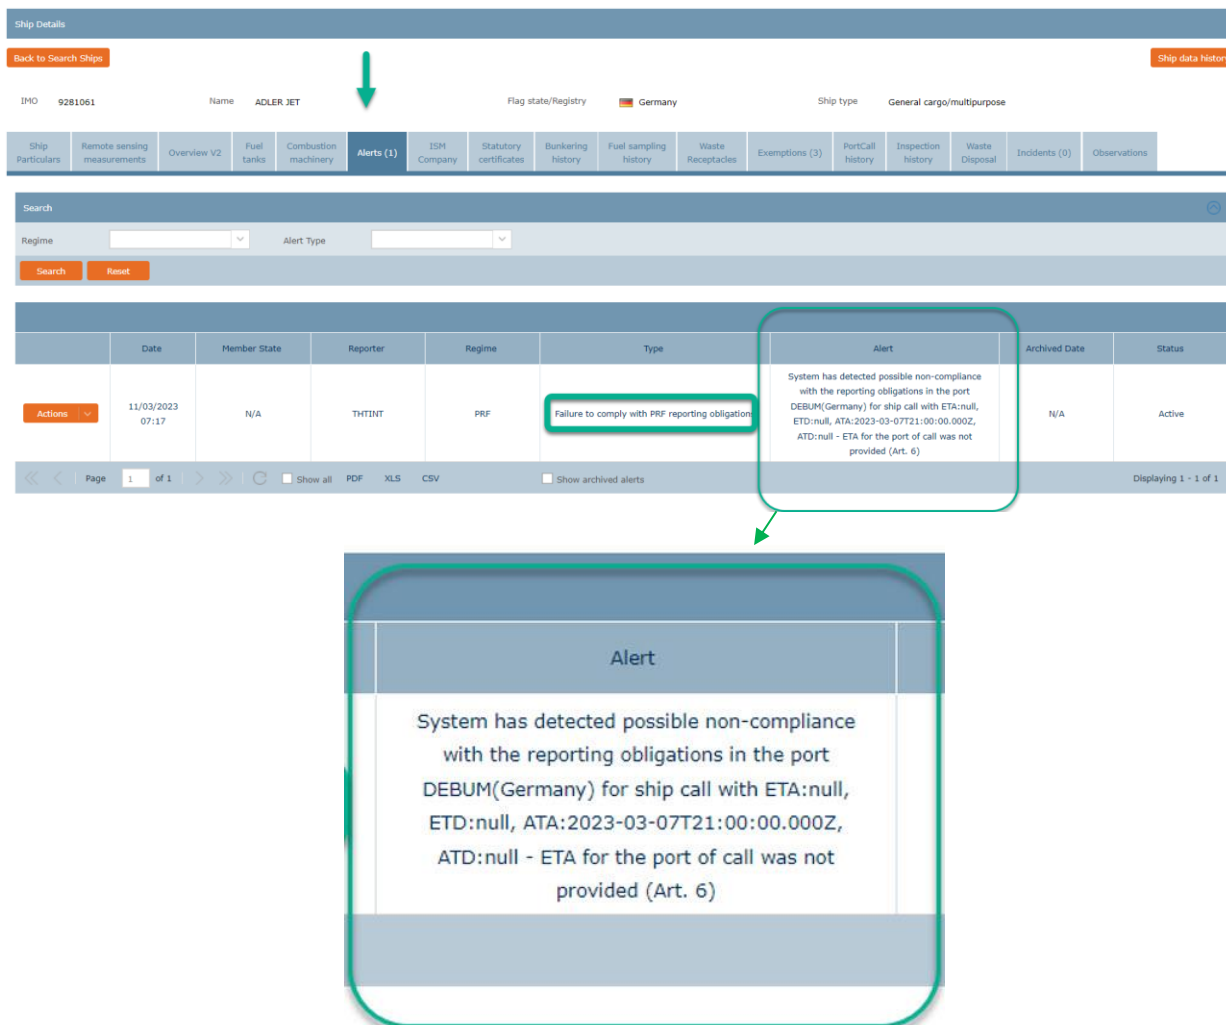 Ship Details
Back to Search Ships
Ship data history
IMO 9281061 Name ADLER JET Flag state/Registry Germany Ship type General cargo/multipurpose
Ship Particulars
Remote sensing measurements
Overview V2
Fuel tanks
Combustion machinery
Alerts (1)
ISM Company
Statutory certificates
Bunkering history
Fuel sampling history
Waste Receptacles
Exemptions (3)
PortCall history
Inspection history
Waste Disposal
Incidents (0)
Observations
Search
Regime Alert Type
Search Reset
Date Member State Reporter Regime Type Alert Archived Date Status
Actions
11/03/2023
07:17
N/A
THTINT
PRF
Failure to comply with PRF reporting obligation
System has detected possible non-compliance
with the reporting obligations in the port
DEBUM(Germany) for ship call with ETA:null,
ETD:null, ATA:2023-03-07T21:00:00.000Z,
ATD:null - ETA for the port of call was not
provided (Art. 6)
N/A
Active
Page 1 of 1 Show all PDF XLS CSV Show archived alerts Displaying 1 - 1 of 1
Alert
System has detected possible non-compliance
with the reporting obligations in the port
DEBUM(Germany) for ship call with ETA:null,
ETD:null, ATA:2023-03-07T21:00:00.000Z,
ATD:null - ETA for the port of call was not
provided (Art. 6)